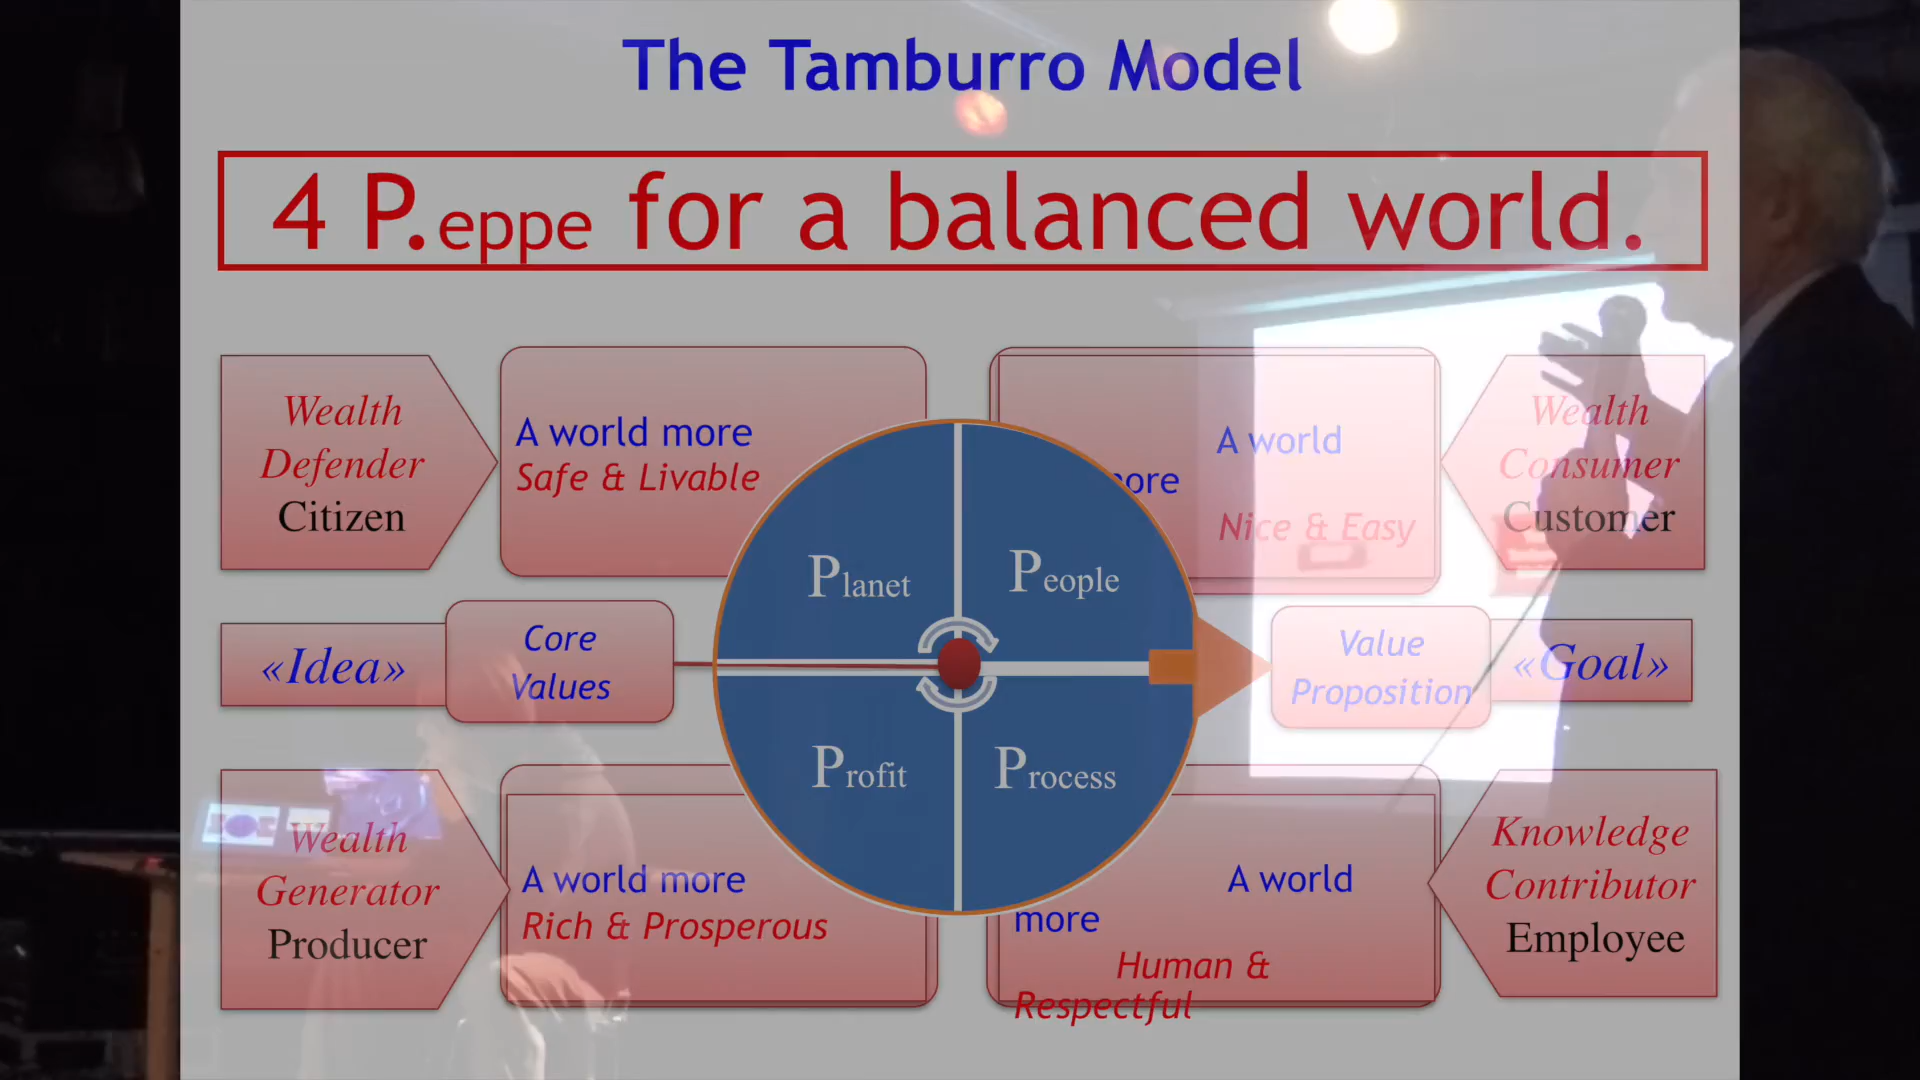 The Tamburro Model
4 P.eppe for a balanced world.
Wealth
Defender
Citizen
A world more
Safe & Livable
A world
more
Nice & Easy
Wealth
Consumer
Customer
Planet
People
«Idea»
Core
Values
Value
Proposition
«Goal»
Profit
Process
Wealth
Generator
Producer
A world more
Rich & Prosperous
A world
more
Human &
Respectful
Knowledge
Contributor
Employee